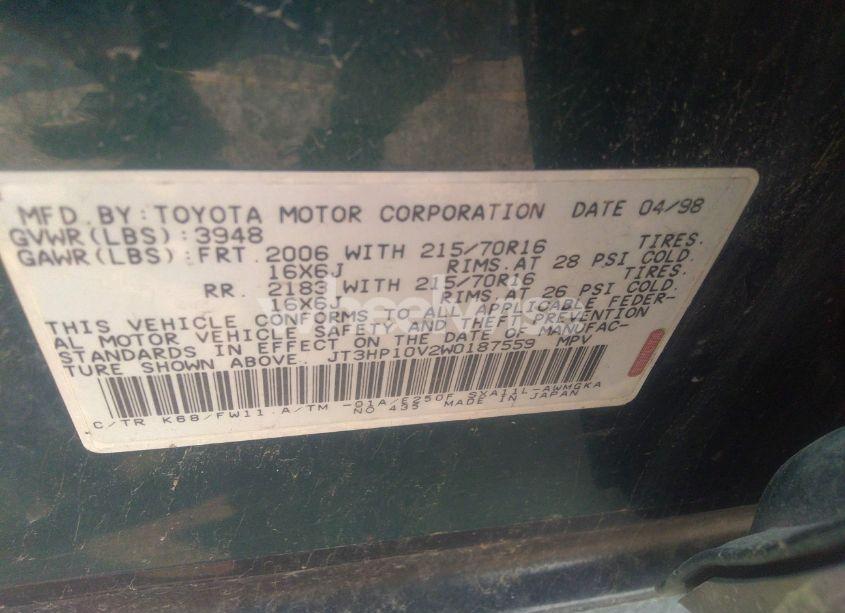 MFD. BY: TOYOTA MOTOR CORPORATION DATE 04/98
GVWR(LBS): 3948
GAWR(LBS): FRT. 2006 WITH 215/70R16 TIRES.
16X6J RIMS.AT 28 PSI COLD.
RR. 2183 WITH 215/70R16 TIRES.
16X6J RIMS.AT 26 PSI COLD.
THIS VEHICLE CONFORMS TO ALL APPLICABLE FEDER-
AL MOTOR VEHICLE SAFETY AND THEFT PREVENTION
STANDARDS IN EFFECT ON THE DATE OF MANUFAC-
TURE SHOWN ABOVE. JT3HP10V2W0187559 MPV
C/TR K68/FW11 A/TM -01A/E250F SXA11L-AWMGKA
NO 435 MADE IN JAPAN